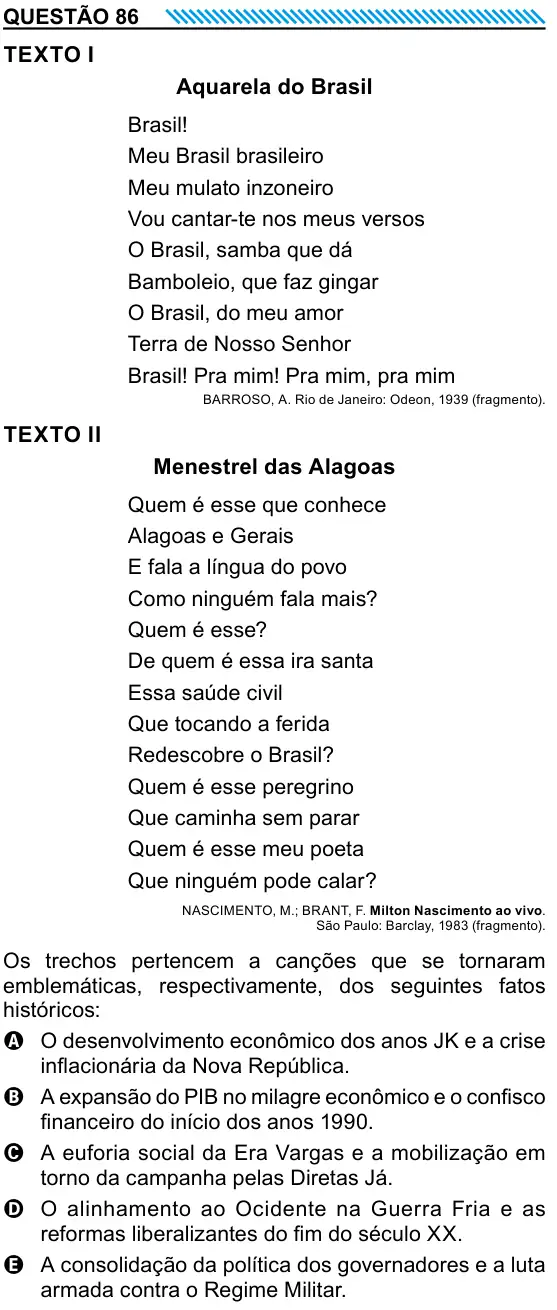 QUESTÃO 86
TEXTO I
Aquarela do Brasil
Brasil!
Meu Brasil brasileiro
Meu mulato inzoneiro
Vou cantar-te nos meus versos
O Brasil, samba que dá
Bamboleio, que faz gingar
O Brasil, do meu amor
Terra de Nosso Senhor
Brasil! Pra mim! Pra mim, pra mim
BARROSO, A. Rio de Janeiro: Odeon, 1939 (fragmento).
TEXTO II
Menestrel das Alagoas
Quem é esse que conhece
Alagoas e Gerais
E fala a língua do povo
Como ninguém fala mais?
Quem é esse?
De quem é essa ira santa
Essa saúde civil
Que tocando a ferida
Redescobre o Brasil?
Quem é esse peregrino
Que caminha sem parar
Quem é esse meu poeta
Que ninguém pode calar?
NASCIMENTO, M.; BRANT, F. Milton Nascimento ao vivo.
São Paulo: Barclay, 1983 (fragmento).
Os trechos pertencem a canções que se tornaram
emblemáticas, respectivamente, dos seguintes fatos
históricos:
A O desenvolvimento econômico dos anos JK e a crise
inflacionária da Nova República.
B A expansão do PIB no milagre econômico e o confisco
financeiro do início dos anos 1990.
C A euforia social da Era Vargas e a mobilização em
torno da campanha pelas Diretas Já.
D O alinhamento ao Ocidente na Guerra Fria e as
reformas liberalizantes do fim do século XX.
E A consolidação da política dos governadores e a luta
armada contra o Regime Militar.